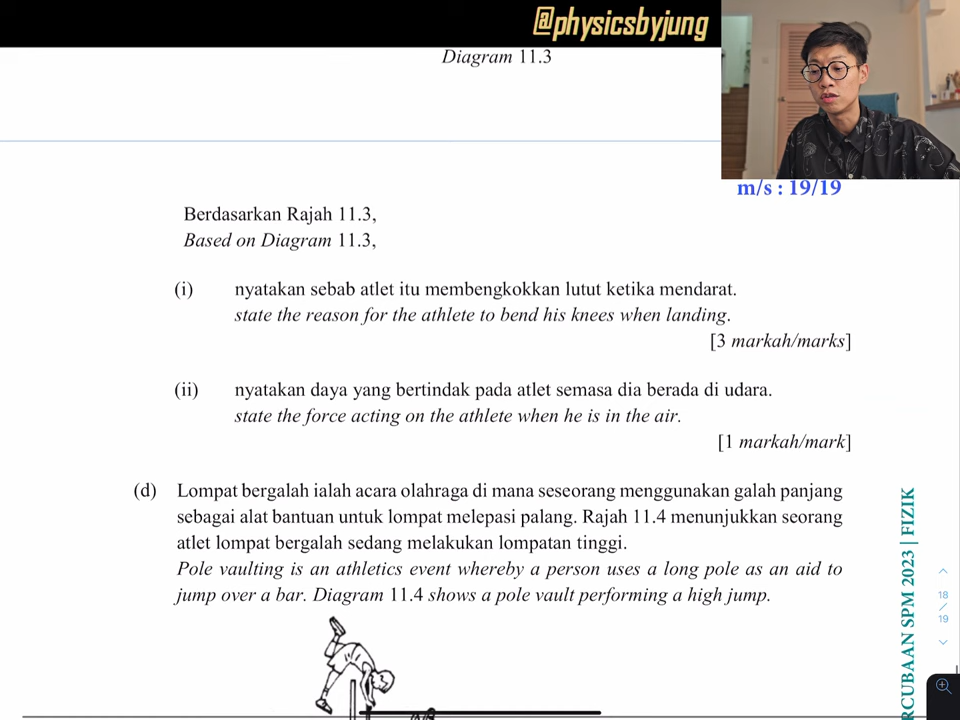 @physicsbyjung
Diagram 11.3
m/s : 19/19
Berdasarkan Rajah 11.3,
Based on Diagram 11.3,
(i) nyatakan sebab atlet itu membengkokkan lutut ketika mendarat.
state the reason for the athlete to bend his knees when landing.
[3 markah/marks]
(ii) nyatakan daya yang bertindak pada atlet semasa dia berada di udara.
state the force acting on the athlete when he is in the air.
[1 markah/mark]
(d) Lompat bergalah ialah acara olahraga di mana seseorang menggunakan galah panjang
sebagai alat bantuan untuk lompat melepasi palang. Rajah 11.4 menunjukkan seorang
atlet lompat bergalah sedang melakukan lompatan tinggi.
Pole vaulting is an athletics event whereby a person uses a long pole as an aid to
jump over a bar. Diagram 11.4 shows a pole vault performing a high jump.
RCUBAAN SPM 2023 | FIZIK
18
/
19